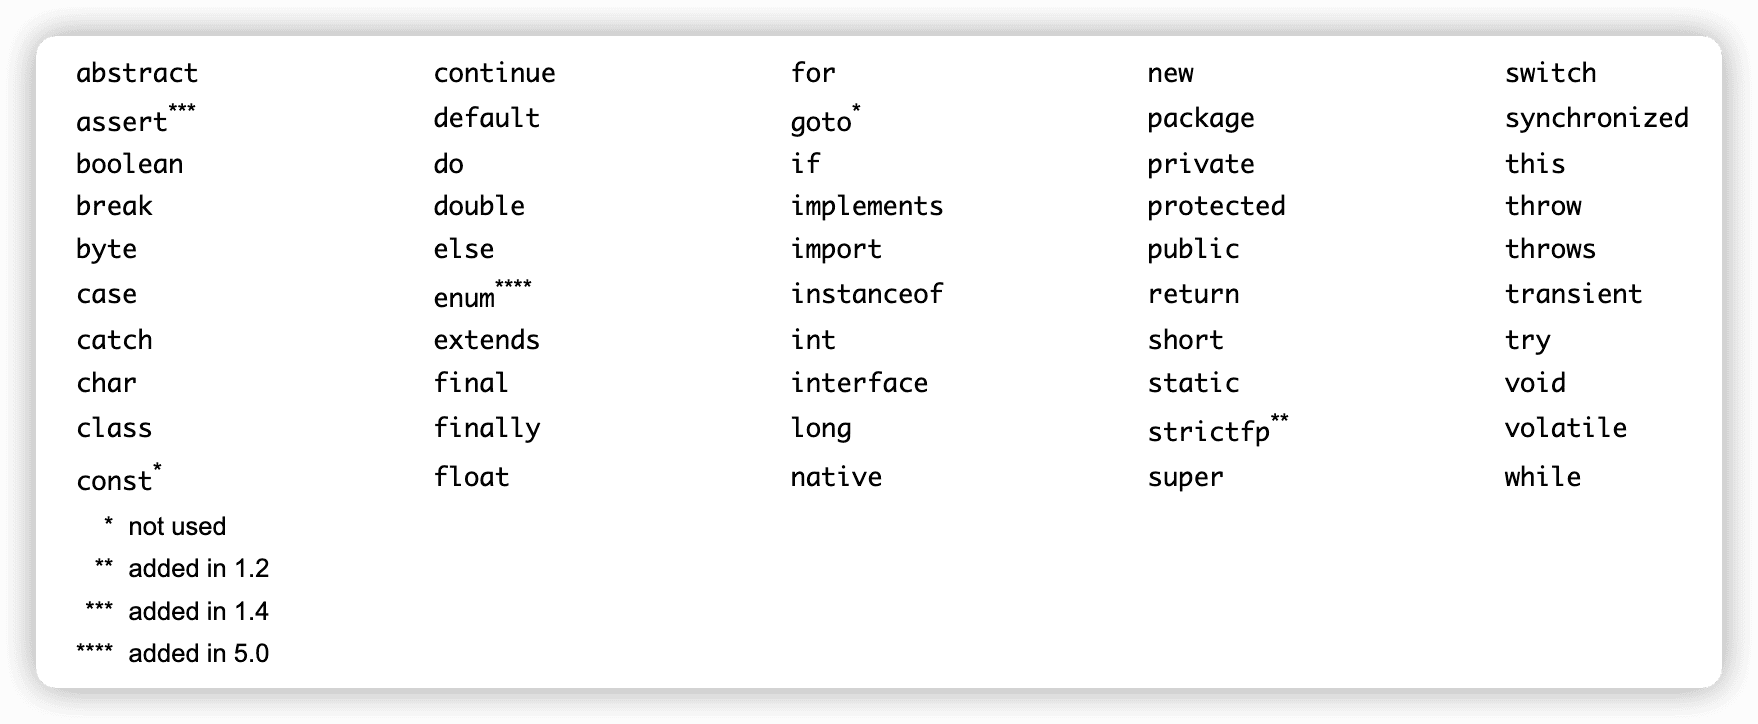 abstract continue for new switch
assert*** default goto* package synchronized
boolean do if private this
break double implements protected throw
byte else import public throws
case enum**** instanceof return transient
catch extends int short try
char final interface static void
class finally long strictfp** volatile
const* float native super while
* not used
** added in 1.2
*** added in 1.4
**** added in 5.0